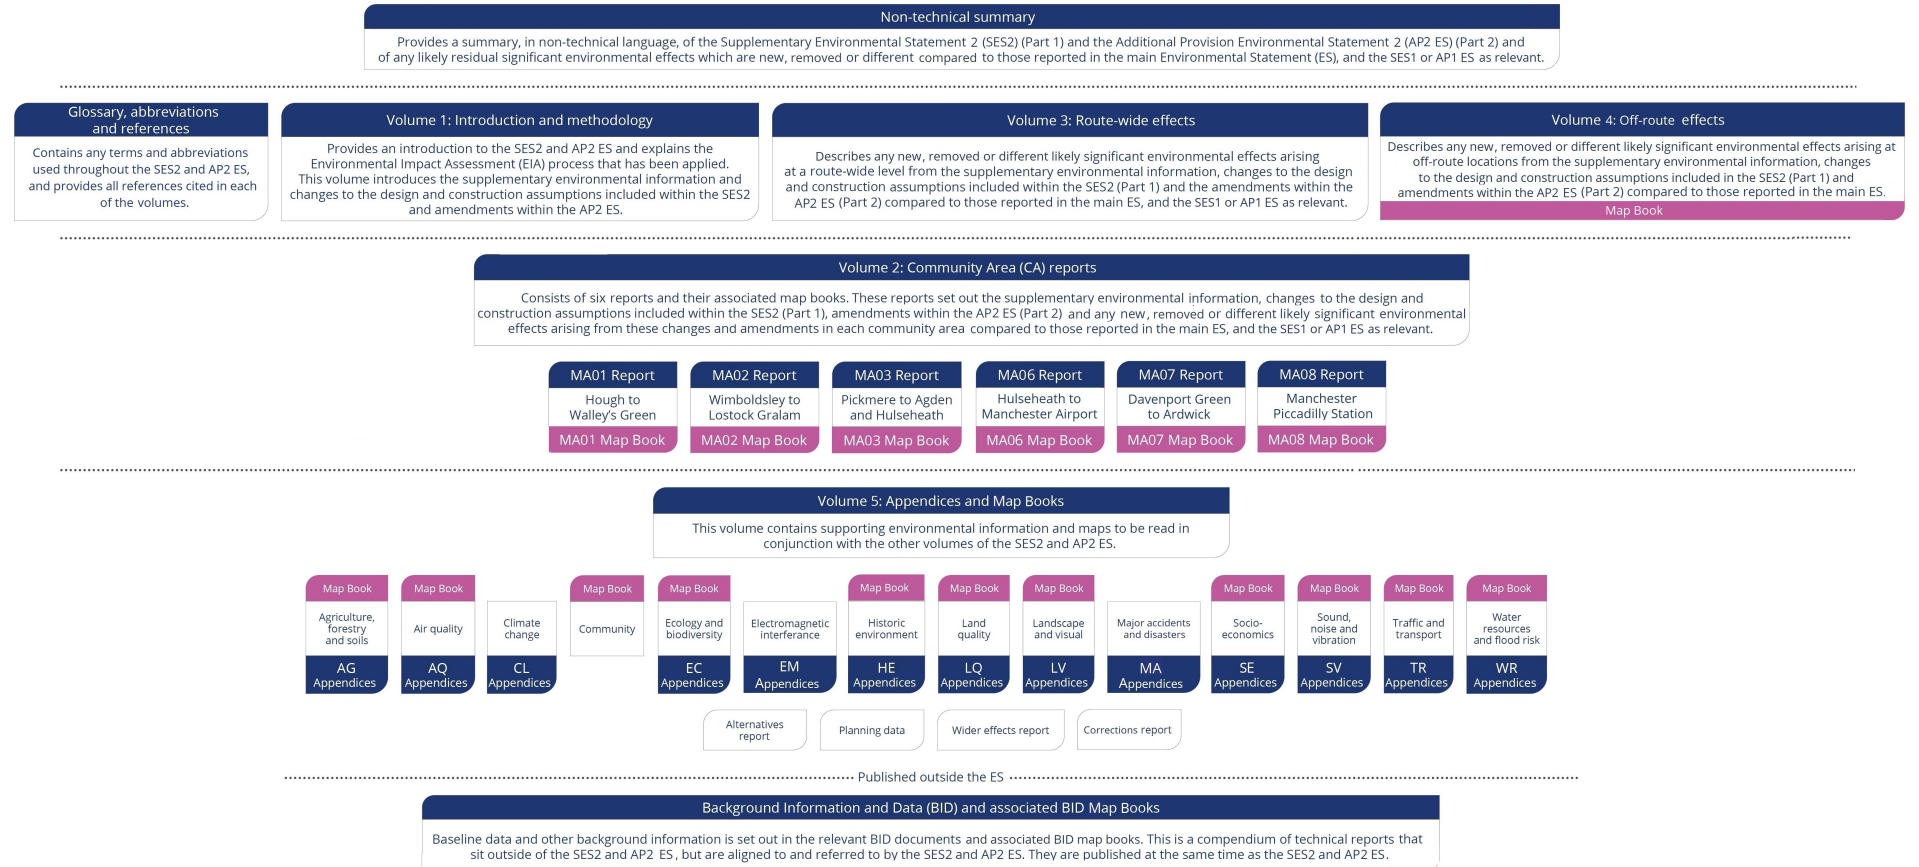 Non-technical summary
Provides a summary, in non-technical language, of the Supplementary Environmental Statement 2 (SES2) (Part 1) and the Additional Provision Environmental Statement 2 (AP2 ES) (Part 2) and
of any likely residual significant environmental effects which are new, removed or different compared to those reported in the main Environmental Statement (ES), and the SES1 or AP1 ES as relevant.
Glossary, abbreviations
and references
Contains any terms and abbreviations
used throughout the SES2 and AP2 ES,
and provides all references cited in each
of the volumes.
Volume 1: Introduction and methodology
Provides an introduction to the SES2 and AP2 ES and explains the
Environmental Impact Assessment (EIA) process that has been applied.
This volume introduces the supplementary environmental information and
changes to the design and construction assumptions included within the SES2
and amendments within the AP2 ES.
Volume 3: Route-wide effects
Describes any new, removed or different likely significant environmental effects arising
at a route-wide level from the supplementary environmental information, changes to the design
and construction assumptions included within the SES2 (Part 1) and the amendments within the
AP2 ES (Part 2) compared to those reported in the main ES, and the SES1 or AP1 ES as relevant.
Volume 4: Off-route effects
Describes any new, removed or different likely significant environmental effects arising at
off-route locations from the supplementary environmental information, changes
to the design and construction assumptions included in the SES2 (Part 1) and
amendments within the AP2 ES (Part 2) compared to those reported in the main ES.
Map Book
Volume 2: Community Area (CA) reports
Consists of six reports and their associated map books. These reports set out the supplementary environmental information, changes to the design and
construction assumptions included within the SES2 (Part 1), amendments within the AP2 ES (Part 2) and any new, removed or different likely significant environmental
effects arising from these changes and amendments in each community area compared to those reported in the main ES, and the SES1 or AP1 ES as relevant.
MA01 Report
Hough to
Walley's Green
MA01 Map Book
MA02 Report
Wimboldsley to
Lostock Gralam
MA02 Map Book
MA03 Report
Pickmere to Agden
and Hulseheath
MA03 Map Book
MA06 Report
Hulseheath to
Manchester Airport
MA06 Map Book
MA07 Report
Davenport Green
to Ardwick
MA07 Map Book
MA08 Report
Manchester
Piccadilly Station
MA08 Map Book
Volume 5: Appendices and Map Books
This volume contains supporting environmental information and maps to be read in
conjunction with the other volumes of the SES2 and AP2 ES.
Map Book
Agriculture,
forestry
and soils
AG
Appendices
Map Book
Air quality
AQ
Appendices
Climate
change
CL
Appendices
Map Book
Community
Map Book
Ecology and
biodiversity
EC
Appendices
Electromagnetic
interferance
EM
Appendices
Map Book
Historic
environment
HE
Appendices
Map Book
Land
quality
LQ
Appendices
Map Book
Landscape
and visual
LV
Appendices
Major accidents
and disasters
MA
Appendices
Map Book
Socio-
economics
SE
Appendices
Map Book
Sound,
noise and
vibration
SV
Appendices
Map Book
Traffic and
transport
TR
Appendices
Map Book
Water
resources
and flood risk
WR
Appendices
Alternatives
report
Planning data
Wider effects report
Corrections report
Published outside the ES
Background Information and Data (BID) and associated BID Map Books
Baseline data and other background information is set out in the relevant BID documents and associated BID map books. This is a compendium of technical reports that
sit outside of the SES2 and AP2 ES, but are aligned to and referred to by the SES2 and AP2 ES. They are published at the same time as the SES2 and AP2 ES.